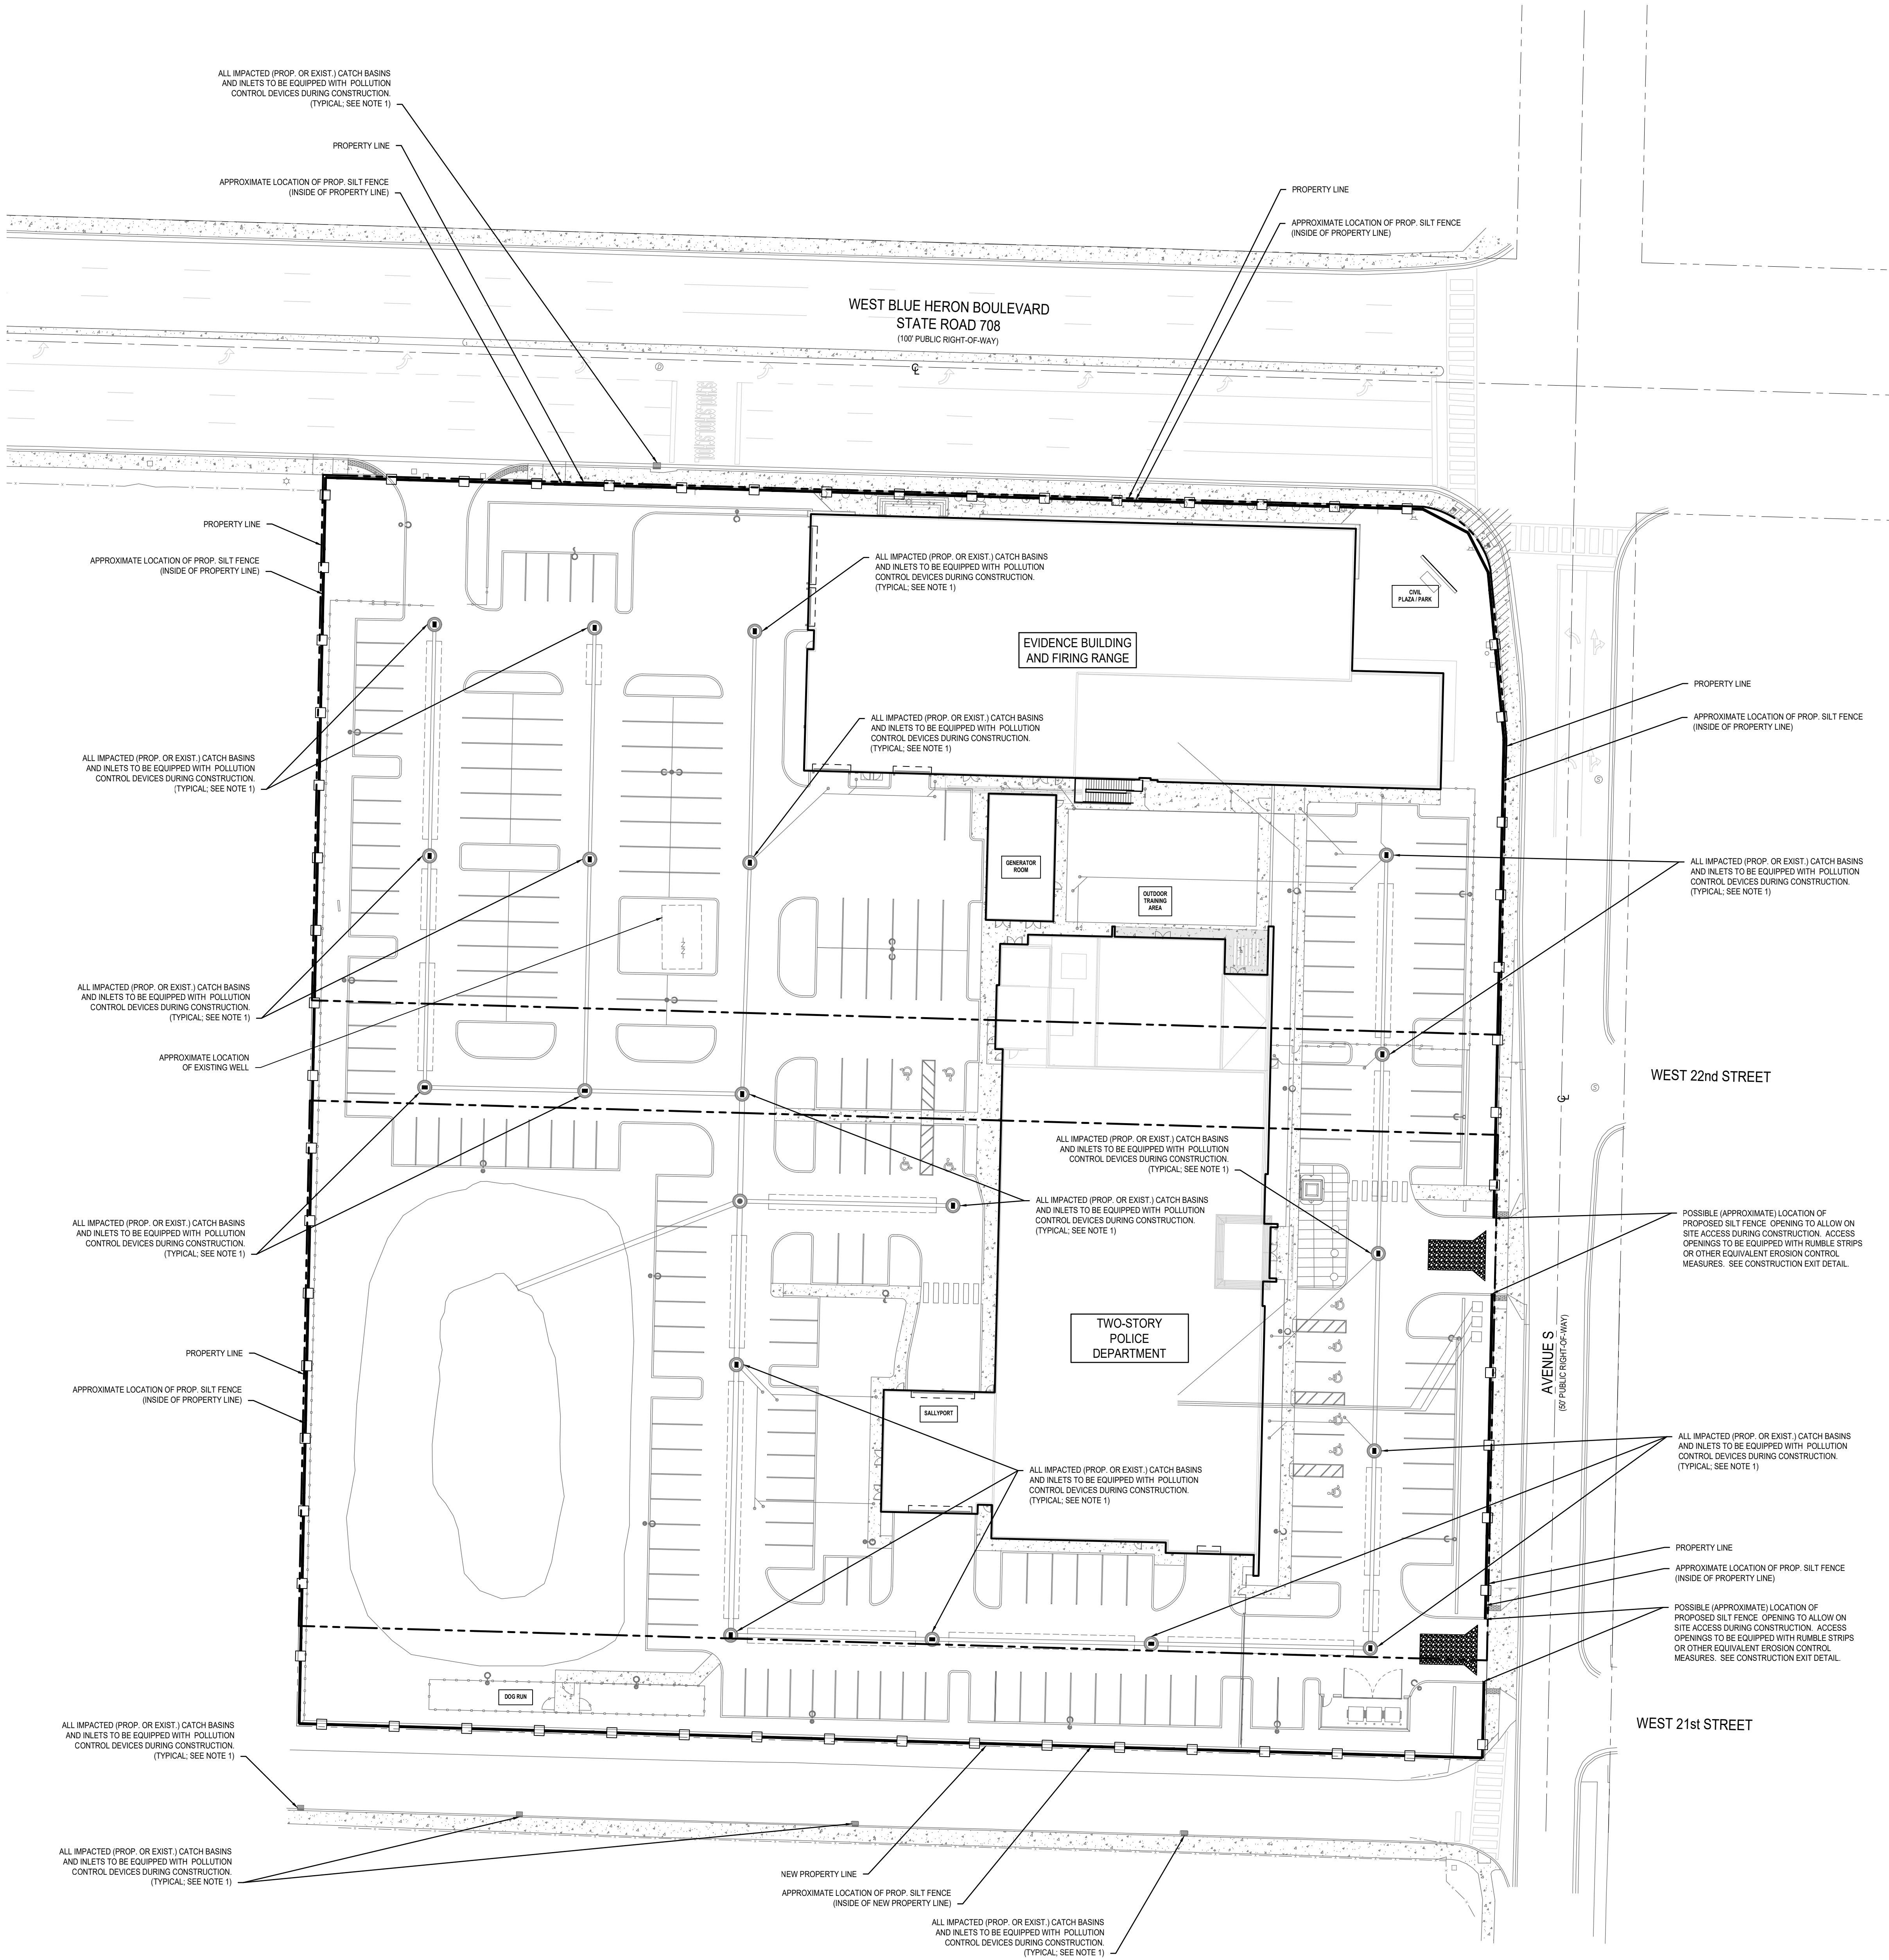 ALL IMPACTED (PROP. OR EXIST.) CATCH BASINS
AND INLETS TO BE EQUIPPED WITH POLLUTION
CONTROL DEVICES DURING CONSTRUCTION.
(TYPICAL; SEE NOTE 1)
PROPERTY LINE
APPROXIMATE LOCATION OF PROP. SILT FENCE
(INSIDE OF PROPERTY LINE)
PROPERTY LINE
APPROXIMATE LOCATION OF PROP. SILT FENCE
(INSIDE OF PROPERTY LINE)
WEST BLUE HERON BOULEVARD
STATE ROAD 708
(100' PUBLIC RIGHT-OF-WAY)
PROPERTY LINE
APPROXIMATE LOCATION OF PROP. SILT FENCE
(INSIDE OF PROPERTY LINE)
ALL IMPACTED (PROP. OR EXIST.) CATCH BASINS
AND INLETS TO BE EQUIPPED WITH POLLUTION
CONTROL DEVICES DURING CONSTRUCTION.
(TYPICAL; SEE NOTE 1)
CIVIL
PLAZA / PARK
EVIDENCE BUILDING
AND FIRING RANGE
PROPERTY LINE
APPROXIMATE LOCATION OF PROP. SILT FENCE
(INSIDE OF PROPERTY LINE)
ALL IMPACTED (PROP. OR EXIST.) CATCH BASINS
AND INLETS TO BE EQUIPPED WITH POLLUTION
CONTROL DEVICES DURING CONSTRUCTION.
(TYPICAL; SEE NOTE 1)
ALL IMPACTED (PROP. OR EXIST.) CATCH BASINS
AND INLETS TO BE EQUIPPED WITH POLLUTION
CONTROL DEVICES DURING CONSTRUCTION.
(TYPICAL; SEE NOTE 1)
GENERATOR
ROOM
OUTDOOR
TRAINING
AREA
ALL IMPACTED (PROP. OR EXIST.) CATCH BASINS
AND INLETS TO BE EQUIPPED WITH POLLUTION
CONTROL DEVICES DURING CONSTRUCTION.
(TYPICAL; SEE NOTE 1)
ALL IMPACTED (PROP. OR EXIST.) CATCH BASINS
AND INLETS TO BE EQUIPPED WITH POLLUTION
CONTROL DEVICES DURING CONSTRUCTION.
(TYPICAL; SEE NOTE 1)
APPROXIMATE LOCATION
OF EXISTING WELL
WEST 22nd STREET
ALL IMPACTED (PROP. OR EXIST.) CATCH BASINS
AND INLETS TO BE EQUIPPED WITH POLLUTION
CONTROL DEVICES DURING CONSTRUCTION.
(TYPICAL; SEE NOTE 1)
ALL IMPACTED (PROP. OR EXIST.) CATCH BASINS
AND INLETS TO BE EQUIPPED WITH POLLUTION
CONTROL DEVICES DURING CONSTRUCTION.
(TYPICAL; SEE NOTE 1)
ALL IMPACTED (PROP. OR EXIST.) CATCH BASINS
AND INLETS TO BE EQUIPPED WITH POLLUTION
CONTROL DEVICES DURING CONSTRUCTION.
(TYPICAL; SEE NOTE 1)
POSSIBLE (APPROXIMATE) LOCATION OF
PROPOSED SILT FENCE OPENING TO ALLOW ON
SITE ACCESS DURING CONSTRUCTION. ACCESS
OPENINGS TO BE EQUIPPED WITH RUMBLE STRIPS
OR OTHER EQUIVALENT EROSION CONTROL
MEASURES. SEE CONSTRUCTION EXIT DETAIL.
TWO-STORY
POLICE
DEPARTMENT
AVENUE S
(50' PUBLIC RIGHT-OF-WAY)
PROPERTY LINE
APPROXIMATE LOCATION OF PROP. SILT FENCE
(INSIDE OF PROPERTY LINE)
SALLYPORT
ALL IMPACTED (PROP. OR EXIST.) CATCH BASINS
AND INLETS TO BE EQUIPPED WITH POLLUTION
CONTROL DEVICES DURING CONSTRUCTION.
(TYPICAL; SEE NOTE 1)
ALL IMPACTED (PROP. OR EXIST.) CATCH BASINS
AND INLETS TO BE EQUIPPED WITH POLLUTION
CONTROL DEVICES DURING CONSTRUCTION.
(TYPICAL; SEE NOTE 1)
PROPERTY LINE
APPROXIMATE LOCATION OF PROP. SILT FENCE
(INSIDE OF PROPERTY LINE)
POSSIBLE (APPROXIMATE) LOCATION OF
PROPOSED SILT FENCE OPENING TO ALLOW ON
SITE ACCESS DURING CONSTRUCTION. ACCESS
OPENINGS TO BE EQUIPPED WITH RUMBLE STRIPS
OR OTHER EQUIVALENT EROSION CONTROL
MEASURES. SEE CONSTRUCTION EXIT DETAIL.
DOG RUN
WEST 21st STREET
ALL IMPACTED (PROP. OR EXIST.) CATCH BASINS
AND INLETS TO BE EQUIPPED WITH POLLUTION
CONTROL DEVICES DURING CONSTRUCTION.
(TYPICAL; SEE NOTE 1)
ALL IMPACTED (PROP. OR EXIST.) CATCH BASINS
AND INLETS TO BE EQUIPPED WITH POLLUTION
CONTROL DEVICES DURING CONSTRUCTION.
(TYPICAL; SEE NOTE 1)
NEW PROPERTY LINE
APPROXIMATE LOCATION OF PROP. SILT FENCE
(INSIDE OF NEW PROPERTY LINE)
ALL IMPACTED (PROP. OR EXIST.) CATCH BASINS
AND INLETS TO BE EQUIPPED WITH POLLUTION
CONTROL DEVICES DURING CONSTRUCTION.
(TYPICAL; SEE NOTE 1)